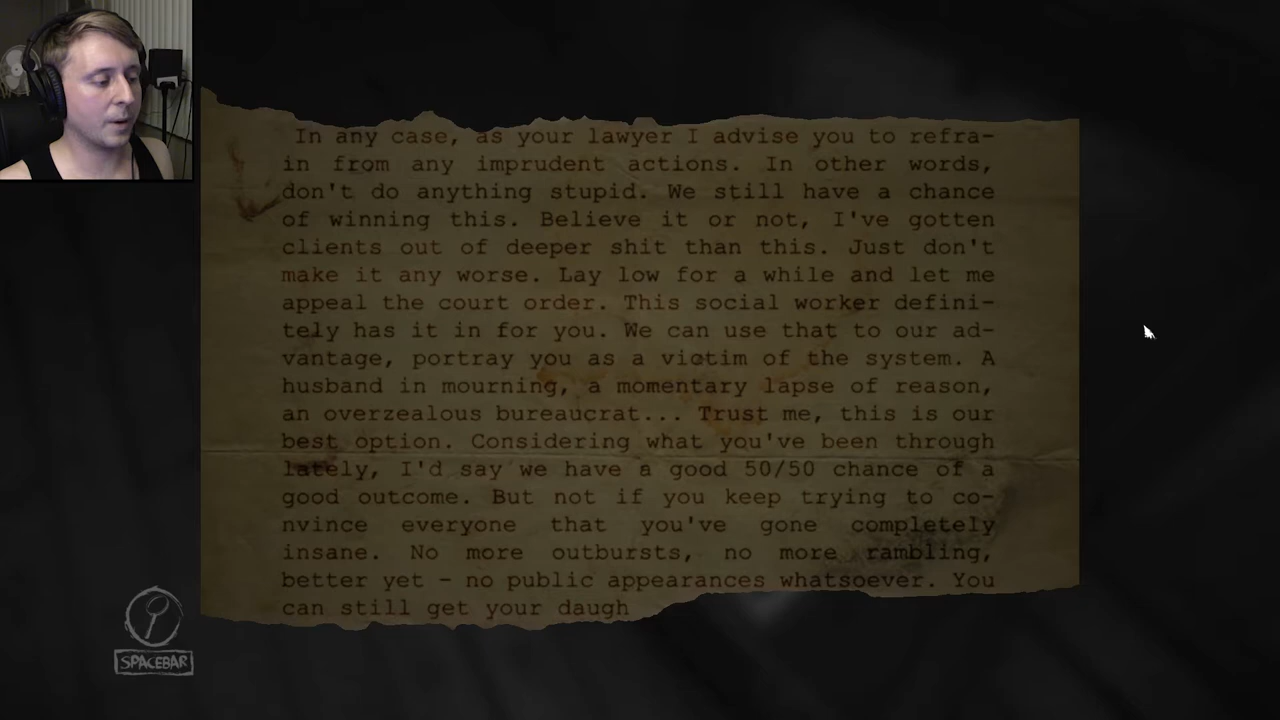 In any case, as your lawyer I advise you to refra-
in from any imprudent actions. In other words,
don't do anything stupid. We still have a chance
of winning this. Believe it or not, I've gotten
clients out of deeper shit than this. Just don't
make it any worse. Lay low for a while and let me
appeal the court order. This social worker defini-
tely has it in for you. We can use that to our ad-
vantage, portray you as a victim of the system. A
husband in mourning, a momentary lapse of reason,
an overzealous bureaucrat... Trust me, this is our
best option. Considering what you've been through
lately, I'd say we have a good 50/50 chance of a
good outcome. But not if you keep trying to co-
nvince everyone that you've gone completely
insane. No more outbursts, no more rambling,
better yet - no public appearances whatsoever. You
can still get your daugh
SPACEBAR